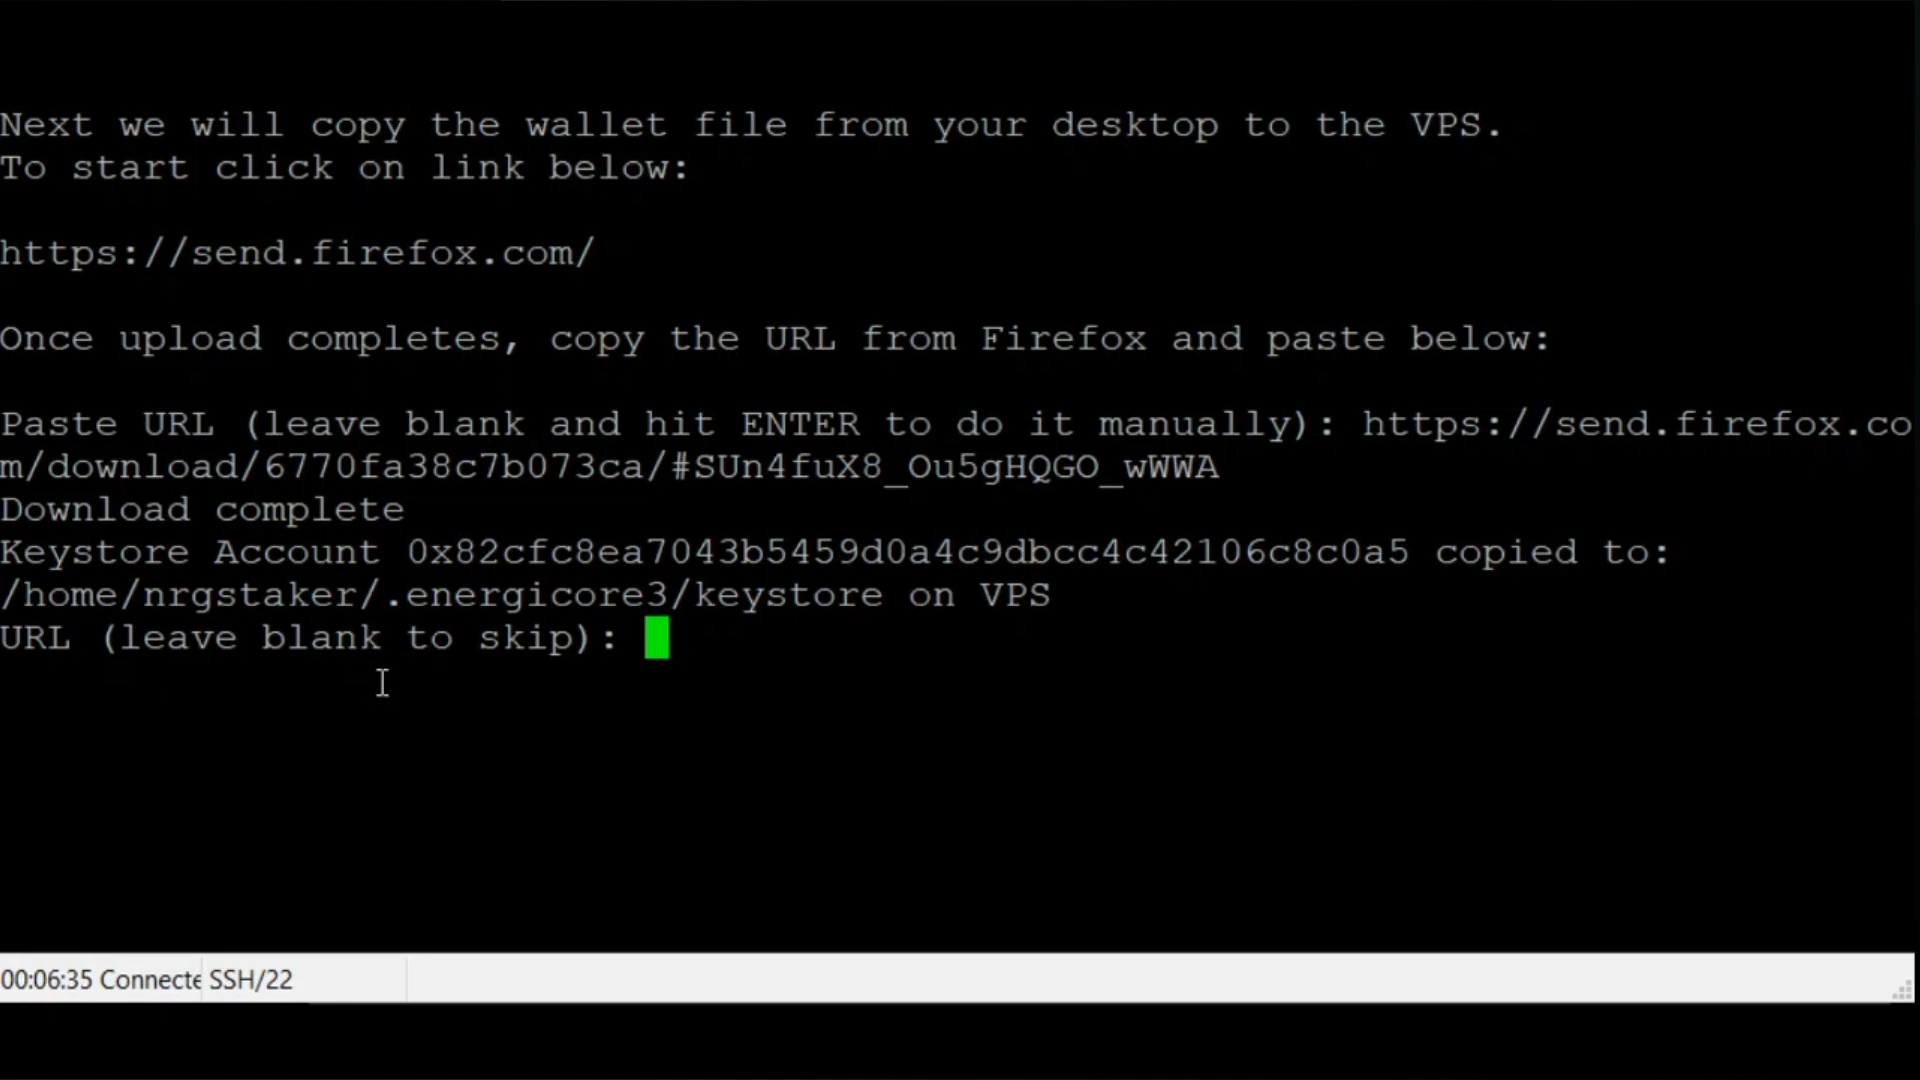 Next we will copy the wallet file from your desktop to the VPS.
To start click on link below:
https://send.firefox.com/
Once upload completes, copy the URL from Firefox and paste below:
Paste URL (leave blank and hit ENTER to do it manually): https://send.firefox.co
m/download/6770fa38c7b073ca/#SUn4fuX8_Ou5gHQGO_wWWA
Download complete
Keystore Account 0x82cfc8ea7043b5459d0a4c9dbcc4c42106c8c0a5 copied to:
/home/nrgstaker/.energicore3/keystore on VPS
URL (leave blank to skip):
00:06:35 Connecte SSH/22